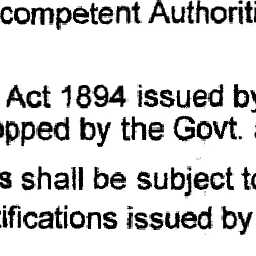 competent Authoriti
Act 1894 issued by
opped by the Govt.
s shall be subject to
tifications issued by